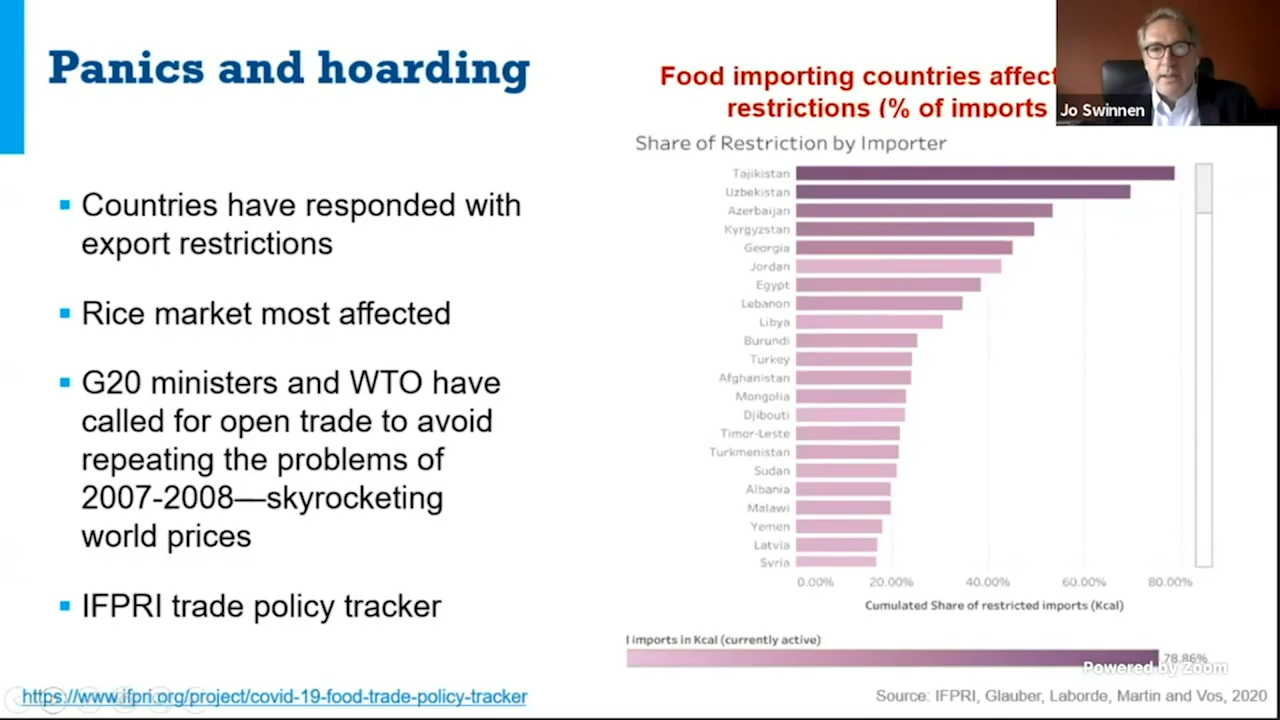 Panics and hoarding
Food importing countries affect
restrictions (% of imports
Jo Swinnen
Countries have responded with
export restrictions
Rice market most affected
G20 ministers and WTO have
called for open trade to avoid
repeating the problems of
2007-2008—skyrocketing
world prices
IFPRI trade policy tracker
https://www.ifpri.org/project/covid-19-food-trade-policy-tracker
Share of Restriction by Importer
Tajikistan
Uzbekistan
Azerbaijan
Kyrgyzstan
Georgia
Jordan
Egypt
Lebanon
Libya
Burundi
Turkey
Afghanistan
Mongolia
Djibouti
Timor-Leste
Turkmenistan
Sudan
Albania
Malawi
Yemen
Latvia
Syria
0.00% 20.00% 40.00% 60.00% 80.00%
Cumulated Share of restricted imports (Kcal)
l imports in Kcal (currently active)
78.86%
Powered by Zoom
Source: IFPRI, Glauber, Laborde, Martin and Vos, 2020